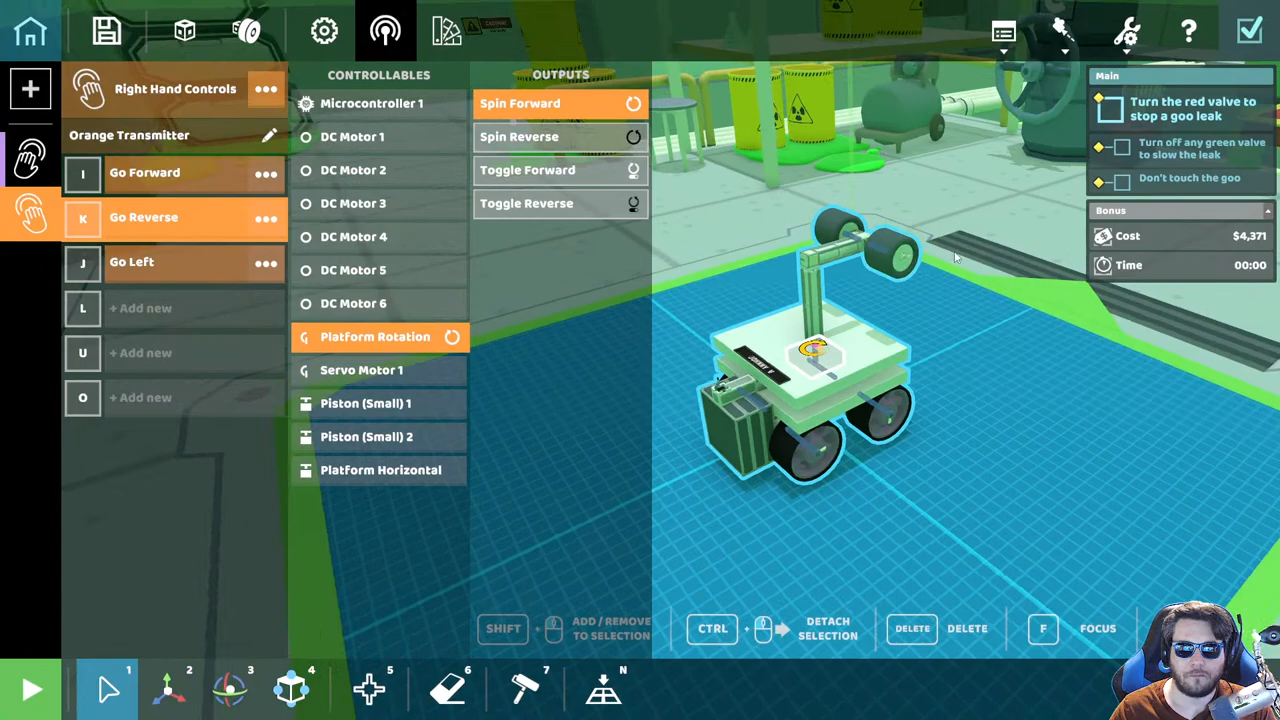 Right Hand Controls
Orange Transmitter
I
Go Forward
K
Go Reverse
J
Go Left
L
+ Add new
U
+ Add new
O
+ Add new
CONTROLLABLES
Microcontroller 1
DC Motor 1
DC Motor 2
DC Motor 3
DC Motor 4
DC Motor 5
DC Motor 6
Platform Rotation
Servo Motor 1
Piston (Small) 1
Piston (Small) 2
Platform Horizontal
OUTPUTS
Spin Forward
Spin Reverse
Toggle Forward
Toggle Reverse
Main
Turn the red valve to
stop a goo leak
Turn off any green valve
to slow the leak
Don't touch the goo
Bonus
Cost
$4,371
Time
00:00
JOHNNY V
SHIFT
+
ADD / REMOVE
TO SELECTION
CTRL
+
DETACH
SELECTION
DELETE
DELETE
F
FOCUS
1
2
3
4
5
6
7
N